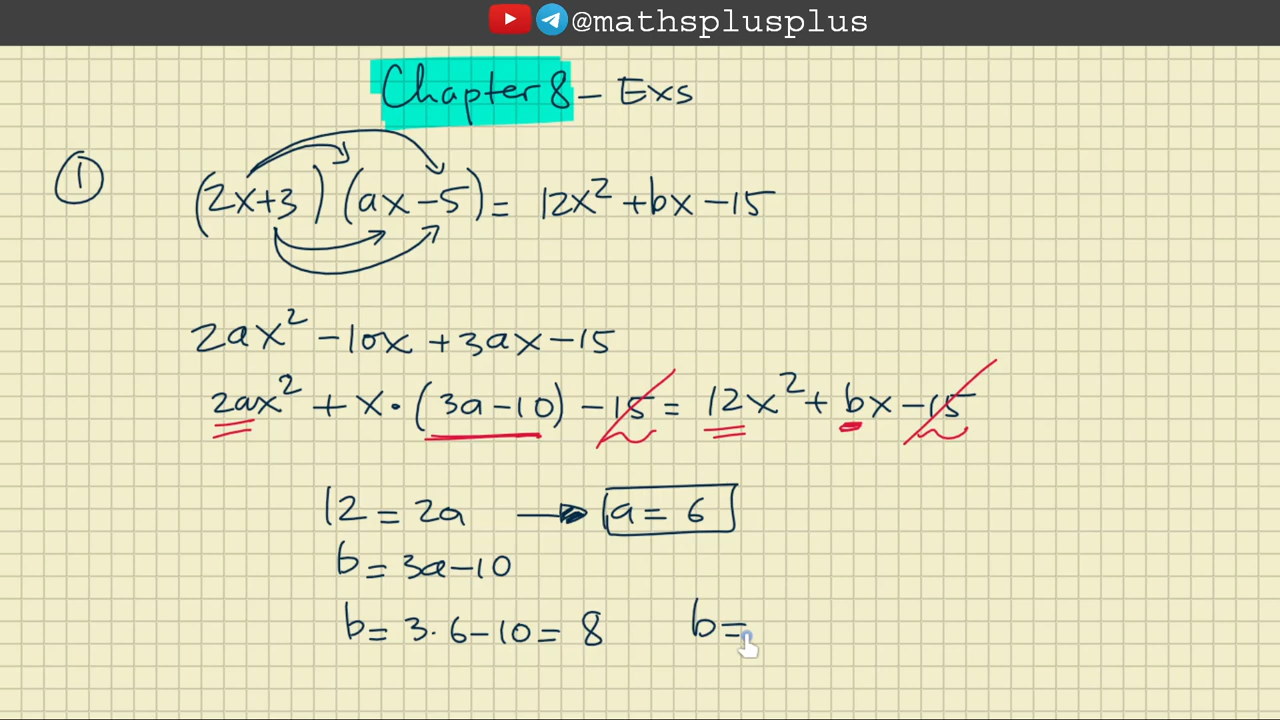 @mathsplusplus
Chapter 8 - Exs
①
(2x+3)(ax-5) = 12x² + bx - 15
2ax² - 10x + 3ax - 15
2ax² + x·(3a-10) - 15 = 12x² + bx - 15
12 = 2a → a = 6
b = 3a - 10
b = 3·6 - 10 = 8 b =